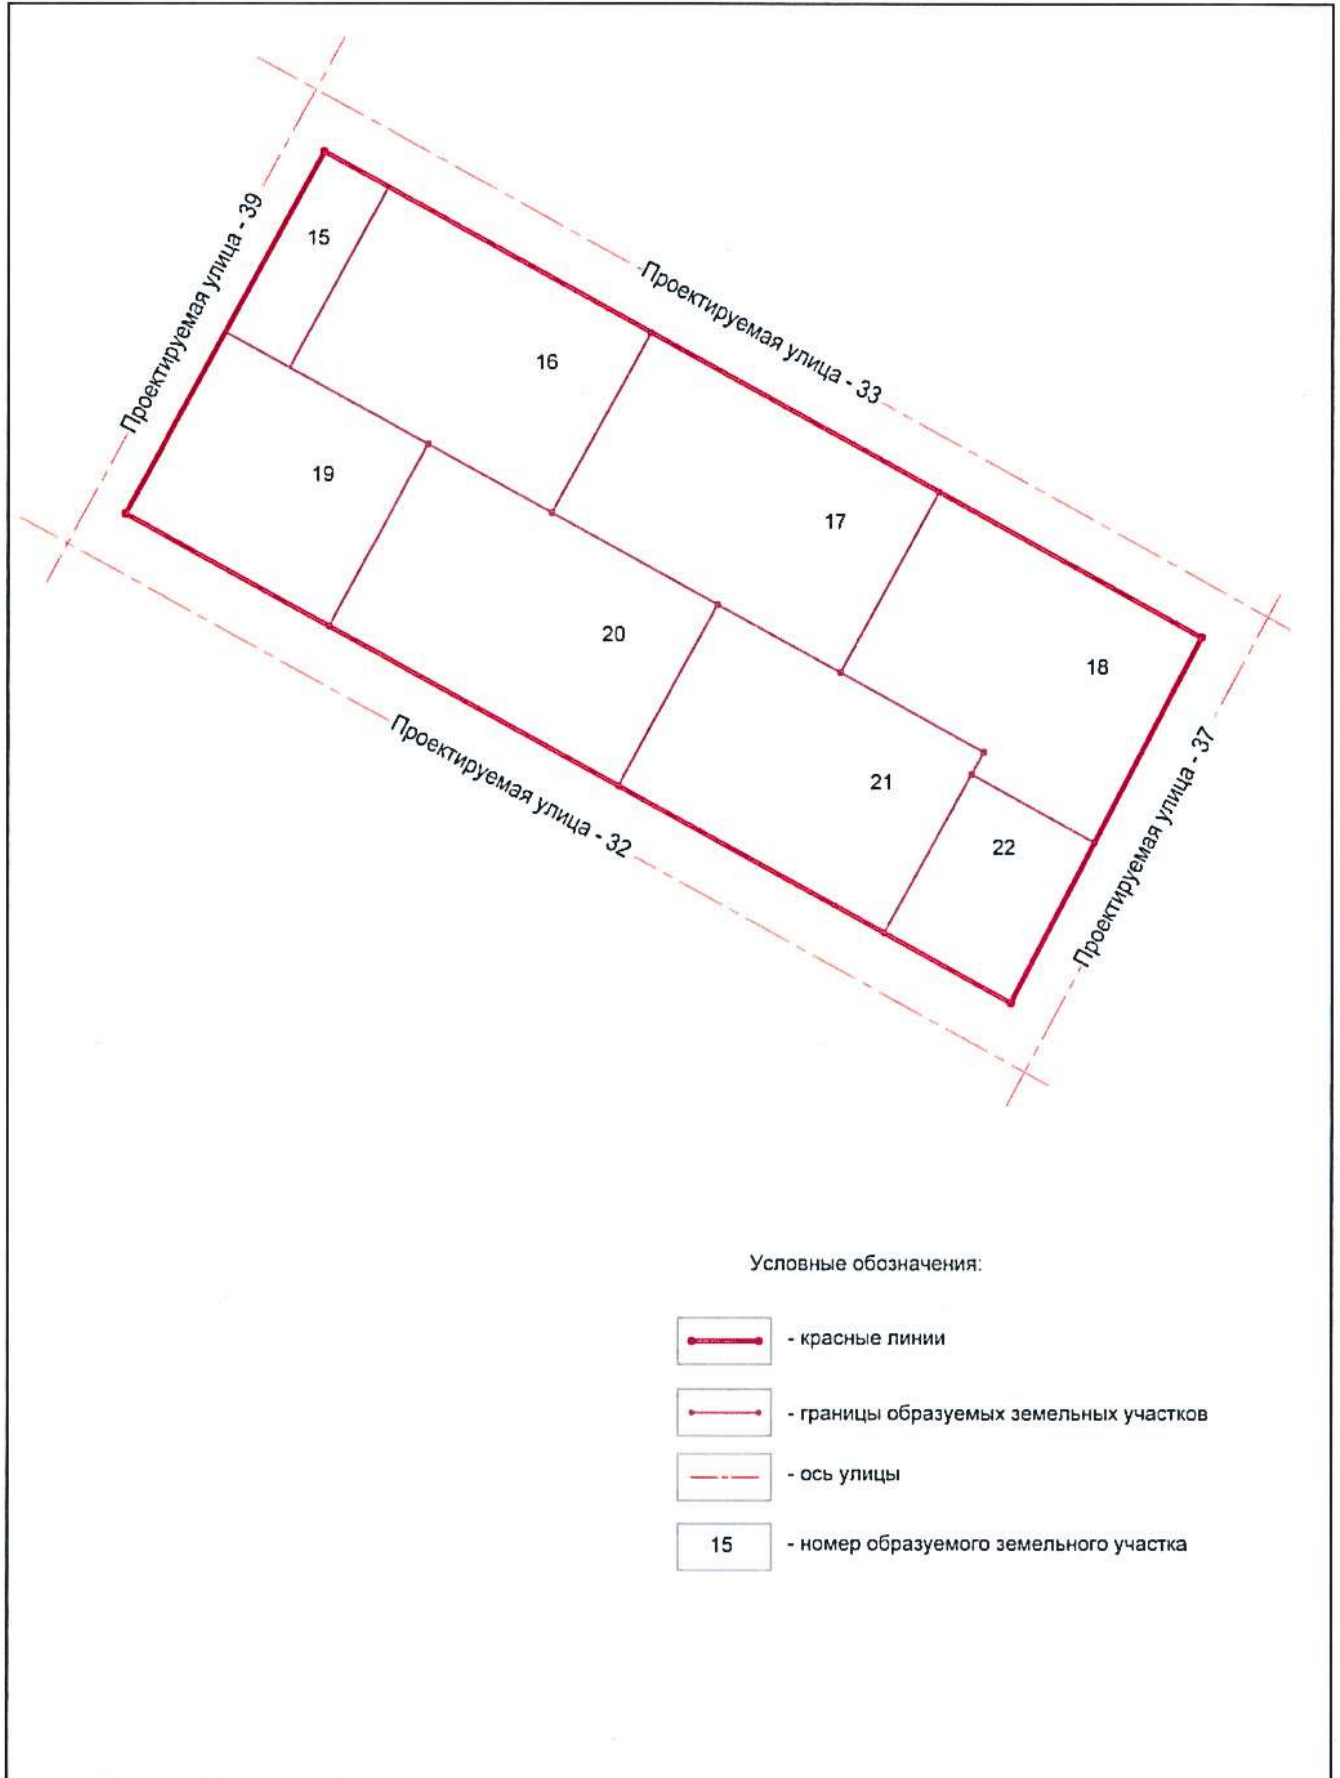 Проектируемая улица - 39
15
Проектируемая улица - 33
16
19
17
20
18
Проектируемая улица - 32
21
22
Проектируемая улица - 37
Условные обозначения:
- красные линии
- границы образуемых земельных участков
- ось улицы
15 - номер образуемого земельного участка